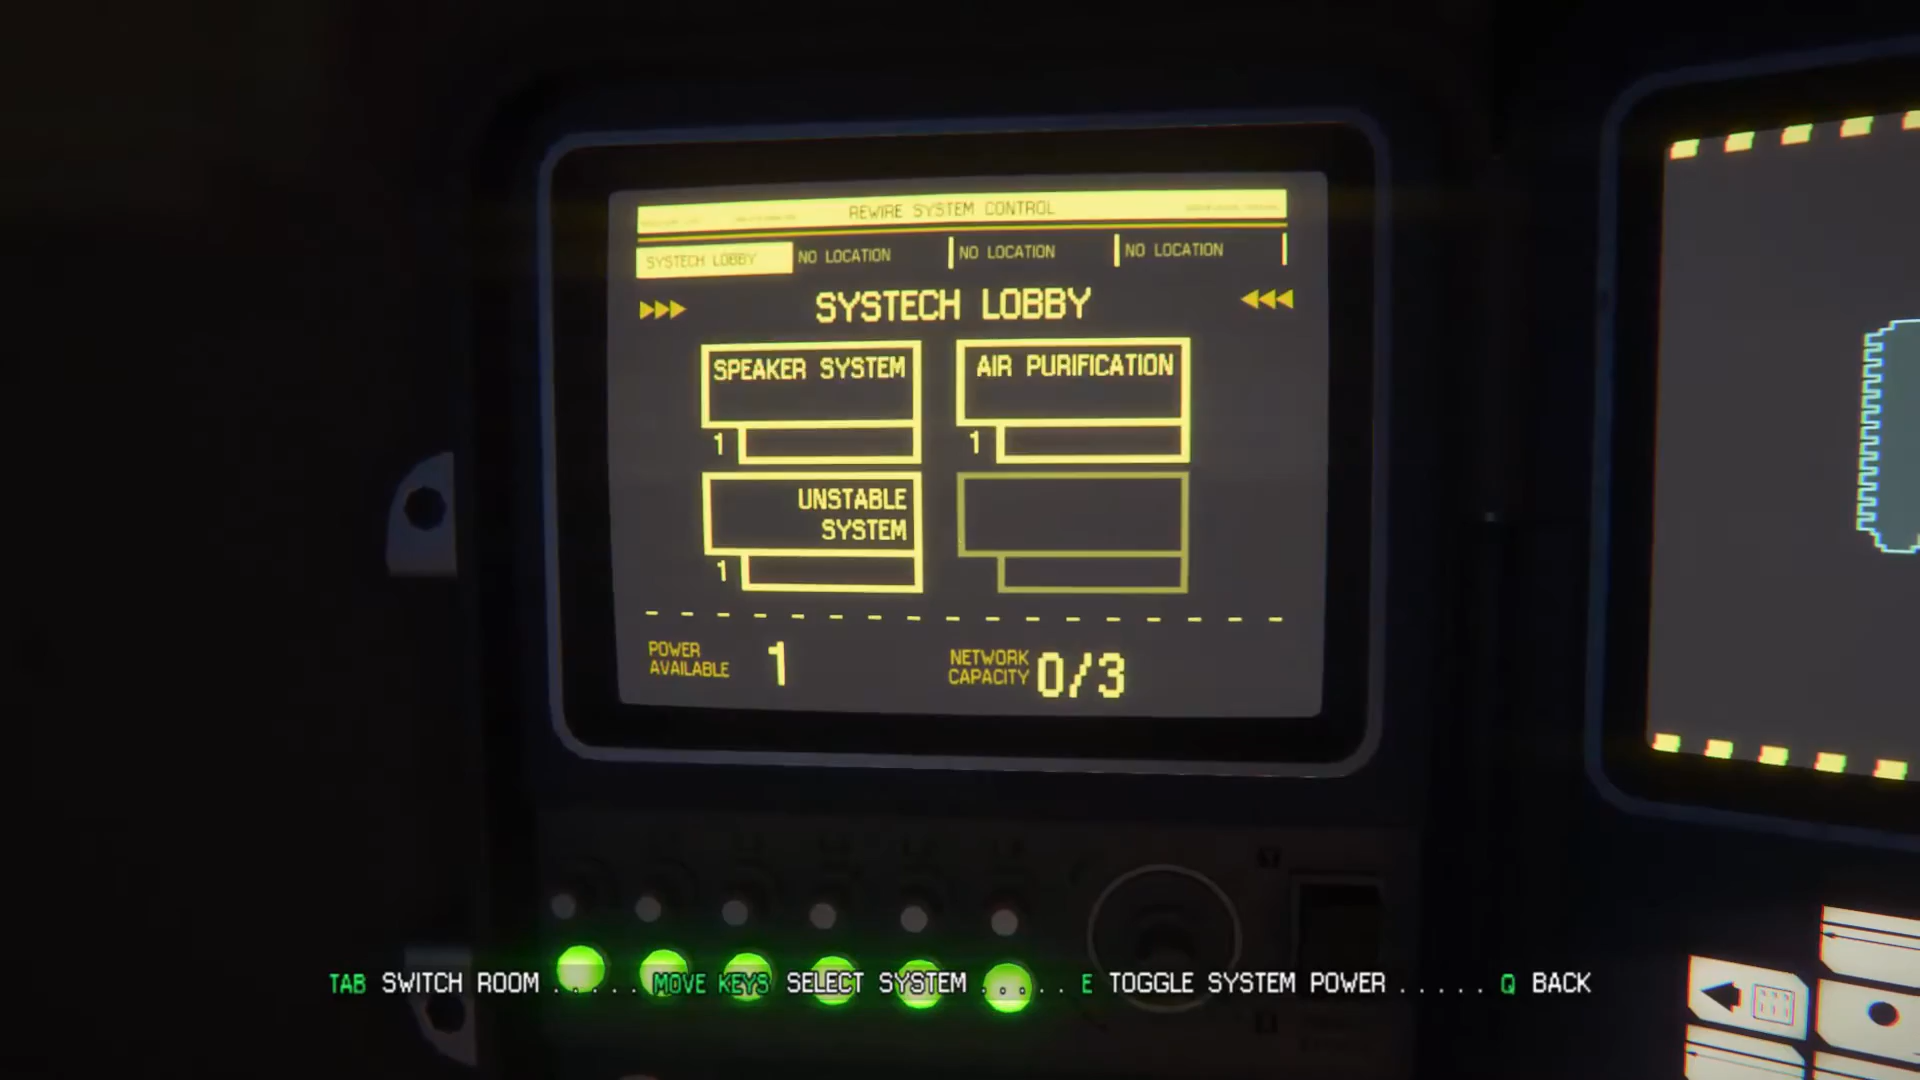 REWIRE SYSTEM CONTROL
SYSTECH LOBBY NO LOCATION NO LOCATION NO LOCATION
SYSTECH LOBBY
SPEAKER SYSTEM AIR PURIFICATION
1 1
UNSTABLE
SYSTEM
1
POWER
AVAILABLE 1
NETWORK
CAPACITY 0/3
TAB SWITCH ROOM ..... MOVE KEYS SELECT SYSTEM ..... E TOGGLE SYSTEM POWER ..... Q BACK